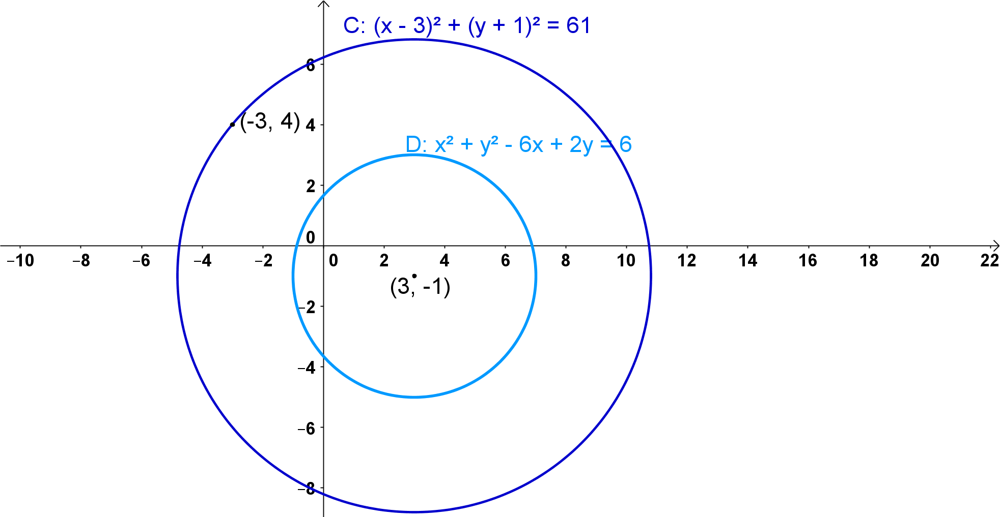 C: (x - 3)² + (y + 1)² = 61
6
(-3, 4) 4
D: x² + y² - 6x + 2y = 6
2
0
−10 −8 −6 −4 −2 0 2 4 6 8 10 12 14 16 18 20 22
(3, -1)
−2
−4
−6
−8